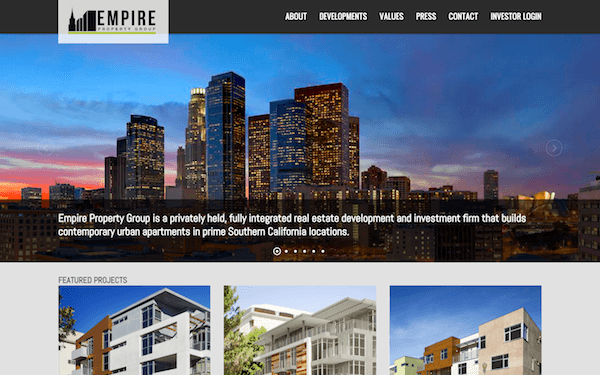 EMPIRE
PROPERTY GROUP
ABOUT DEVELOPMENTS VALUES PRESS CONTACT INVESTOR LOGIN
Empire Property Group is a privately held, fully integrated real estate development and investment firm that builds
contemporary urban apartments in prime Southern California locations.
FEATURED PROJECTS